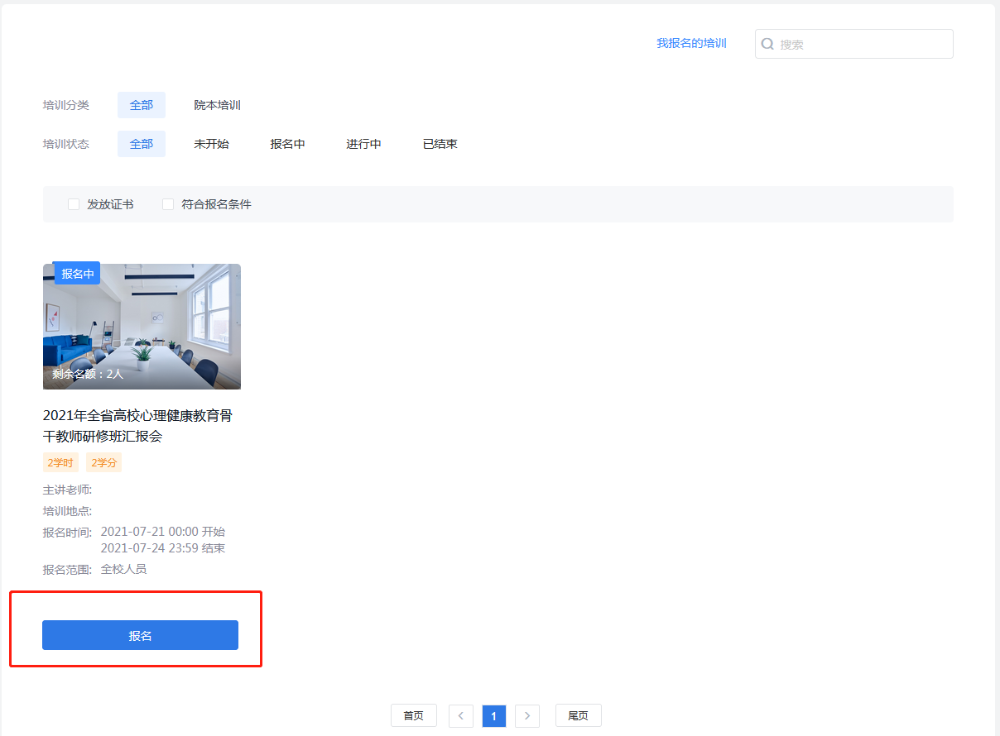 我报名的培训
搜索
培训分类 全部 院本培训
培训状态 全部 未开始 报名中 进行中 已结束
发放证书 符合报名条件
报名中
剩余名额：2人
2021年全省高校心理健康教育骨
干教师研修班汇报会
2学时 2学分
主讲老师:
培训地点:
报名时间: 2021-07-21 00:00 开始
2021-07-24 23:59 结束
报名范围: 全校人员
报名
首页 < 1 > 尾页